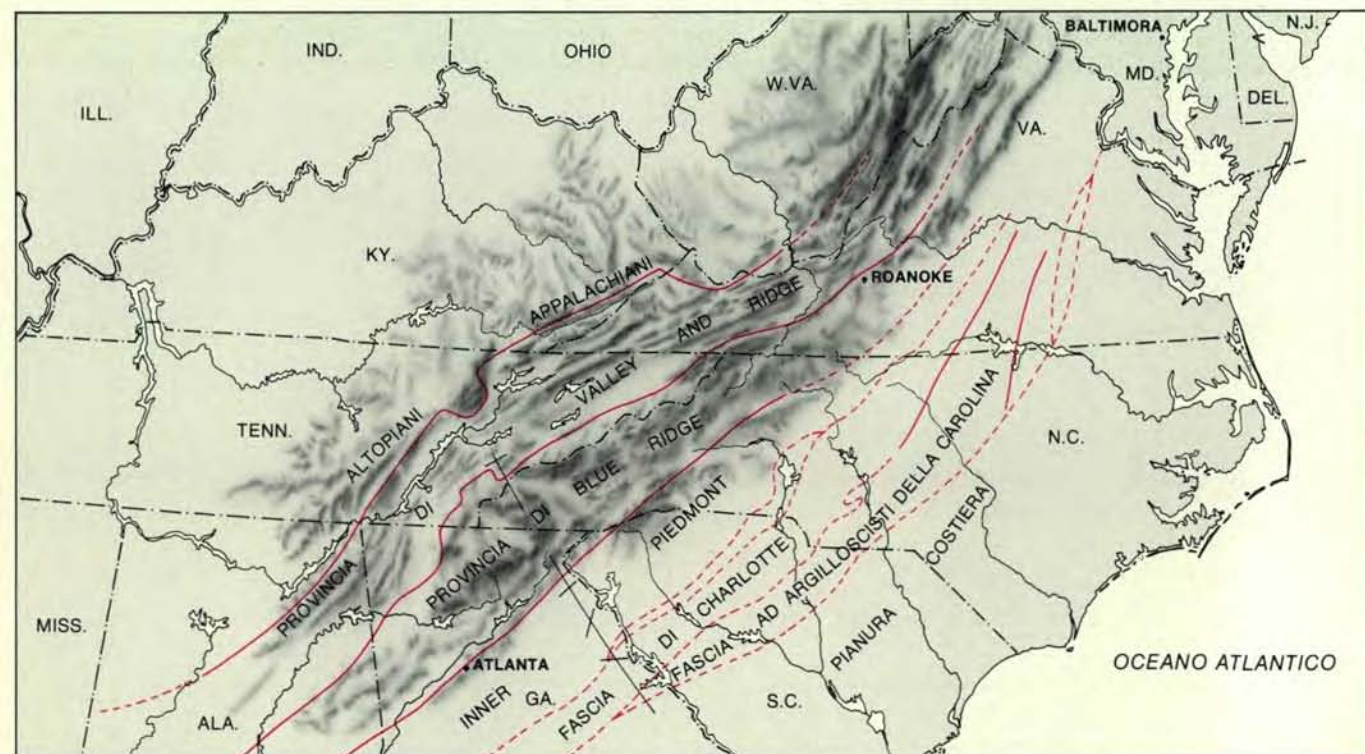 BALTIMORA
N.J.
IND.
OHIO
W.VA.
MD.
ILL.
DEL.
VA.
KY.
ALTOPIANI APPALACHIANI
ROANOKE
PROVINCIA DI VALLEY AND RIDGE
TENN.
PROVINCIA DI BLUE RIDGE
N.C.
INNER PIEDMONT
FASCIA DI CHARLOTTE
FASCIA AD ARGILLOSCISTI DELLA CAROLINA
PIANURA COSTIERA
MISS.
ATLANTA
OCEANO ATLANTICO
ALA.
GA.
S.C.